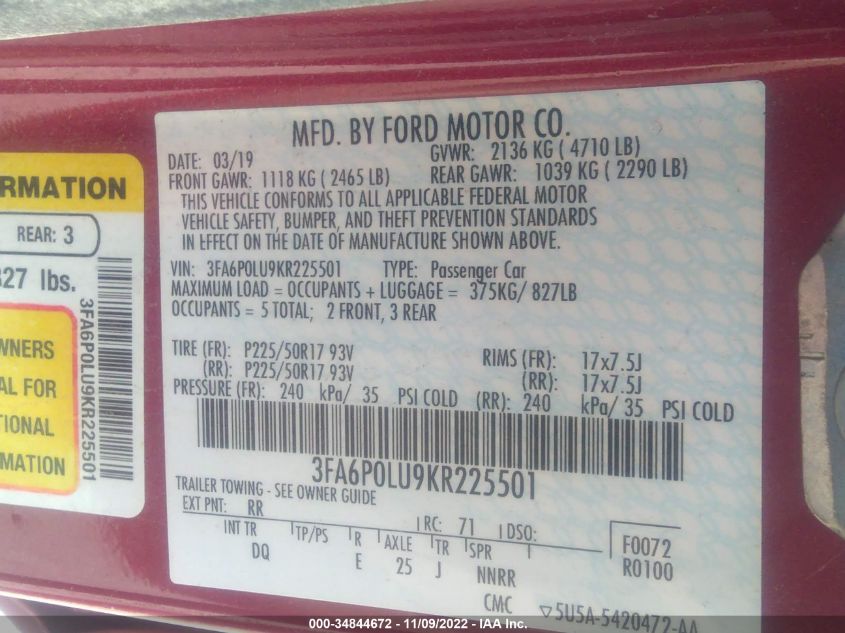 MFD. BY FORD MOTOR CO.
DATE: 03/19 GVWR: 2136 KG ( 4710 LB)
FRONT GAWR: 1118 KG ( 2465 LB) REAR GAWR: 1039 KG ( 2290 LB)
THIS VEHICLE CONFORMS TO ALL APPLICABLE FEDERAL MOTOR
VEHICLE SAFETY, BUMPER, AND THEFT PREVENTION STANDARDS
IN EFFECT ON THE DATE OF MANUFACTURE SHOWN ABOVE.
VIN: 3FA6P0LU9KR225501 TYPE: Passenger Car
MAXIMUM LOAD = OCCUPANTS + LUGGAGE = 375KG/ 827LB
OCCUPANTS = 5 TOTAL; 2 FRONT, 3 REAR
TIRE (FR): P225/50R17 93V RIMS (FR): 17x7.5J
(RR): P225/50R17 93V (RR): 17x7.5J
PRESSURE (FR): 240 kPa/ 35 PSI COLD (RR): 240 kPa/ 35 PSI COLD
3FA6P0LU9KR225501
TRAILER TOWING - SEE OWNER GUIDE
EXT PNT: RR RC: 71 DSO:
INT TR TP/PS R AXLE TR SPR F0072
DQ E 25 J NNRR R0100
CMC ▽5U5A-5420472-AA
RMATION
REAR: 3
827 lbs.
3FA6P0LU9KR225501
WNERS
AL FOR
TIONAL
MATION
000-34844672 - 11/09/2022 - IAA Inc.